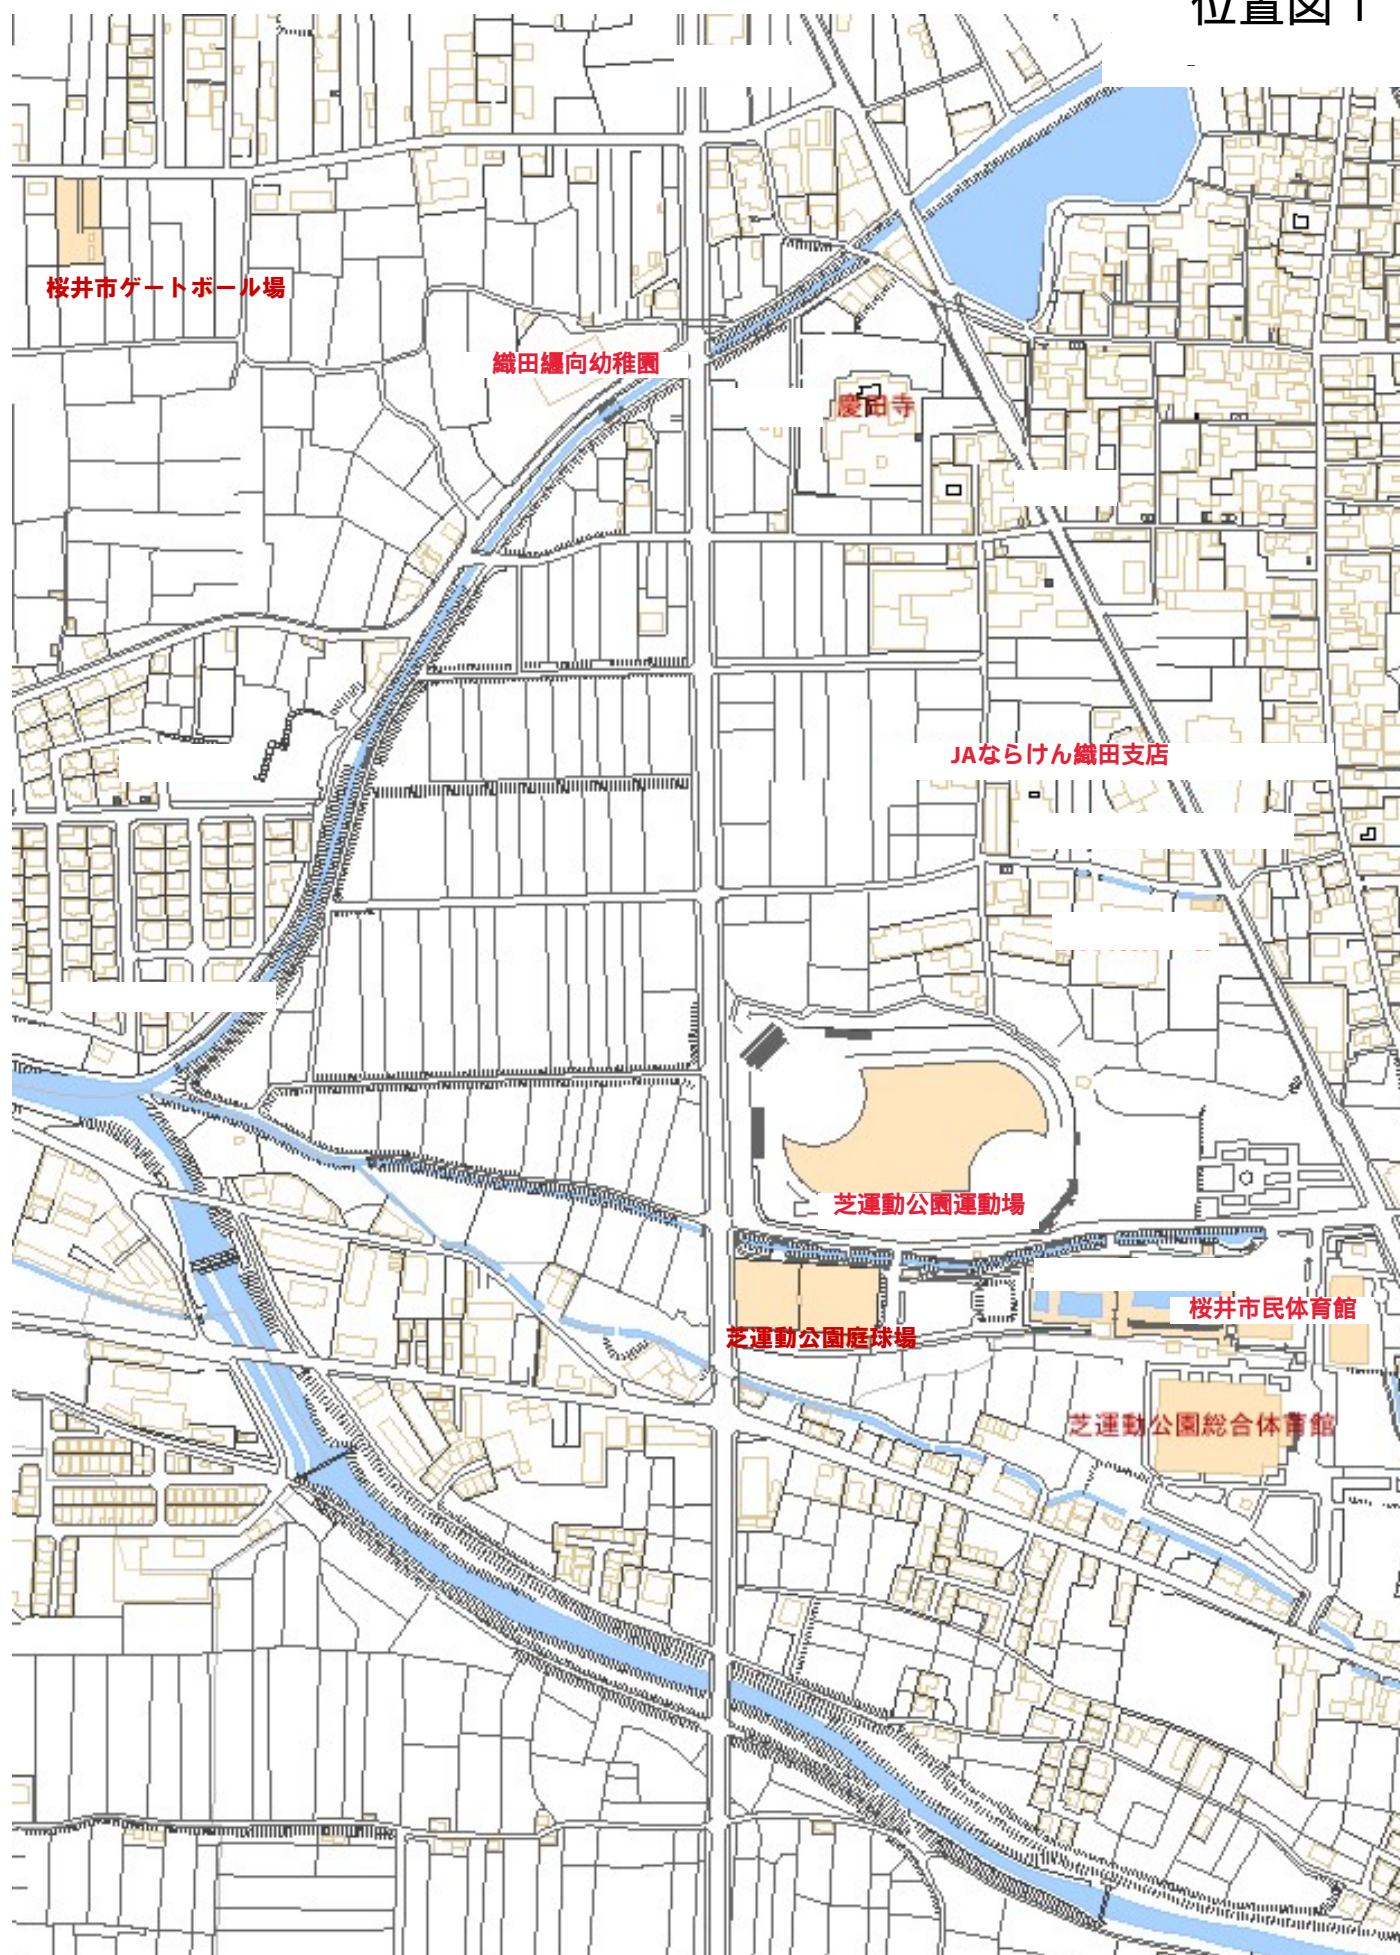 位置図1
桜井市ゲートボール場
織田纒向幼稚園
慶田寺
JAならけん織田支店
芝運動公園運動場
桜井市民体育館
芝運動公園庭球場
芝運動公園総合体育館